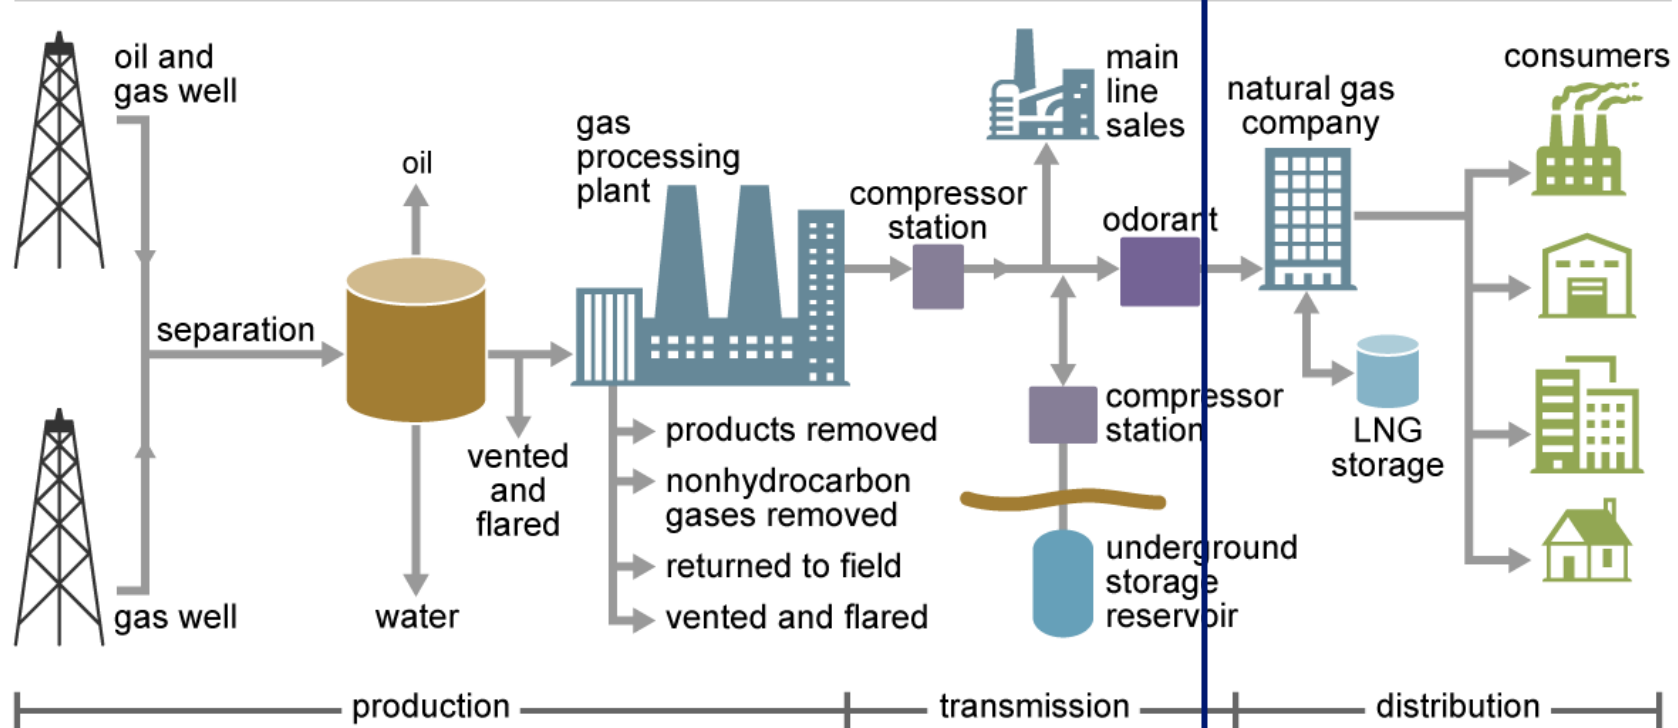 oil and
gas well
oil
separation
gas well
water
vented
and
flared
gas
processing
plant
products removed
nonhydrocarbon
gases removed
returned to field
vented and flared
compressor
station
main
line
sales
odorant
compressor
station
underground
storage
reservoir
natural gas
company
LNG
storage
consumers
production
transmission
distribution